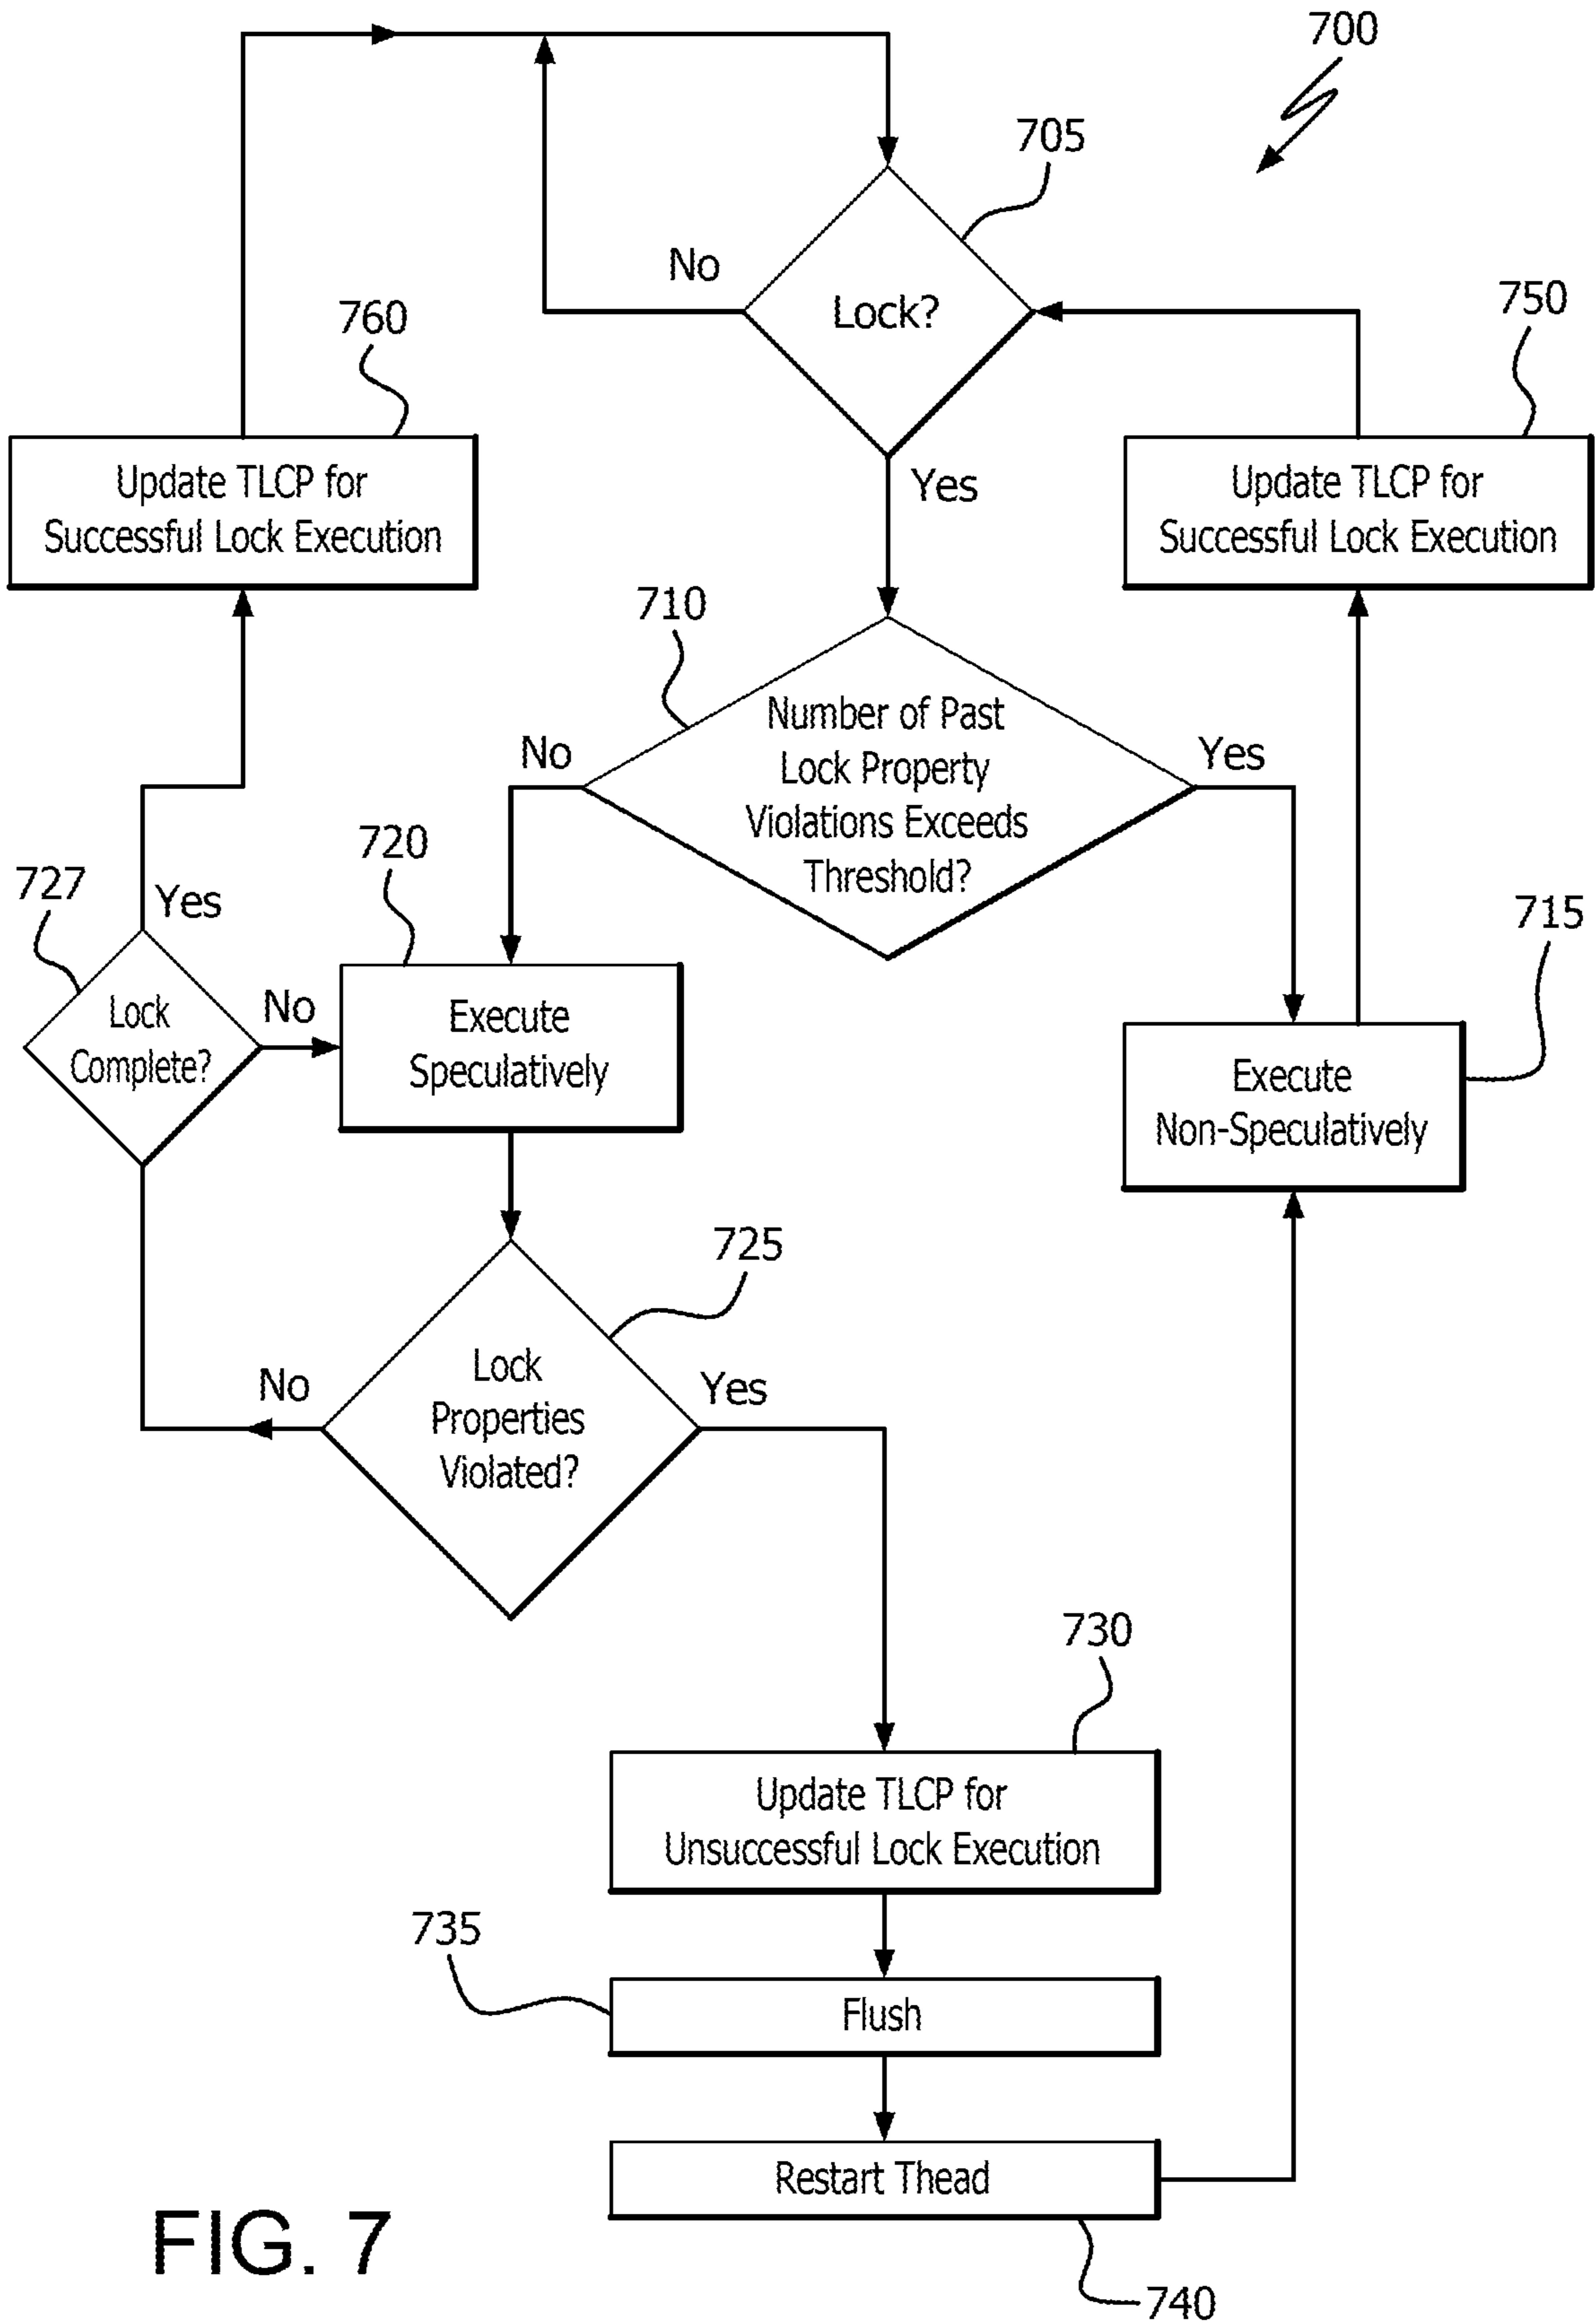 700
705
No
Lock?
760
750
Update TLCP for
Successful Lock Execution
Yes
Update TLCP for
Successful Lock Execution
710
Number of Past
Lock Property
Violations Exceeds
Threshold?
No
Yes
720
727
Yes
715
Lock
Complete?
No
Execute
Speculatively
Execute
Non-Speculatively
725
Lock
Properties
Violated?
No
Yes
730
Update TLCP for
Unsuccessful Lock Execution
735
Flush
Restart Thead
740
FIG. 7